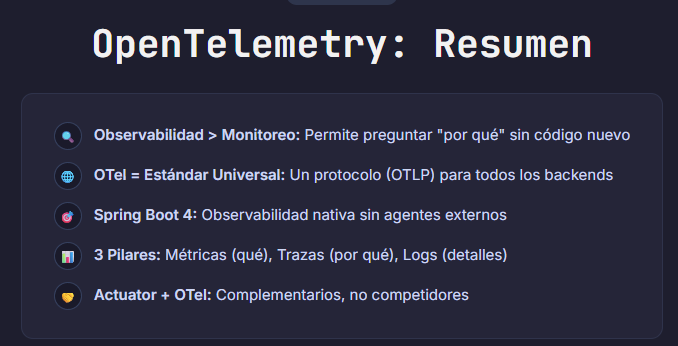 OpenTelemetry: Resumen
Observabilidad > Monitoreo: Permite preguntar "por qué" sin código nuevo
OTel = Estándar Universal: Un protocolo (OTLP) para todos los backends
Spring Boot 4: Observabilidad nativa sin agentes externos
3 Pilares: Métricas (qué), Trazas (por qué), Logs (detalles)
Actuator + OTel: Complementarios, no competidores